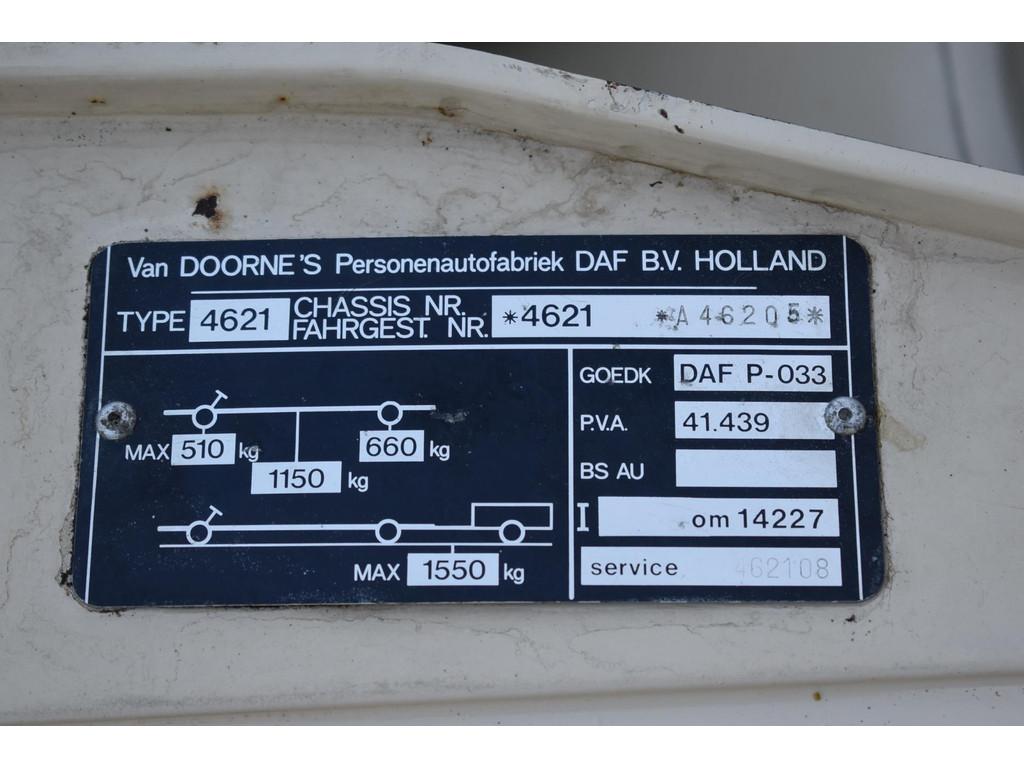 Van DOORNE'S Personenautofabriek DAF B.V. HOLLAND
TYPE 4621 CHASSIS NR. FAHRGEST. NR. *4621 *A46205*
GOEDK DAF P-033
P.V.A. 41.439
BS AU
I om 14227
service 462108
MAX 510 kg 660 kg
1150 kg
MAX 1550 kg